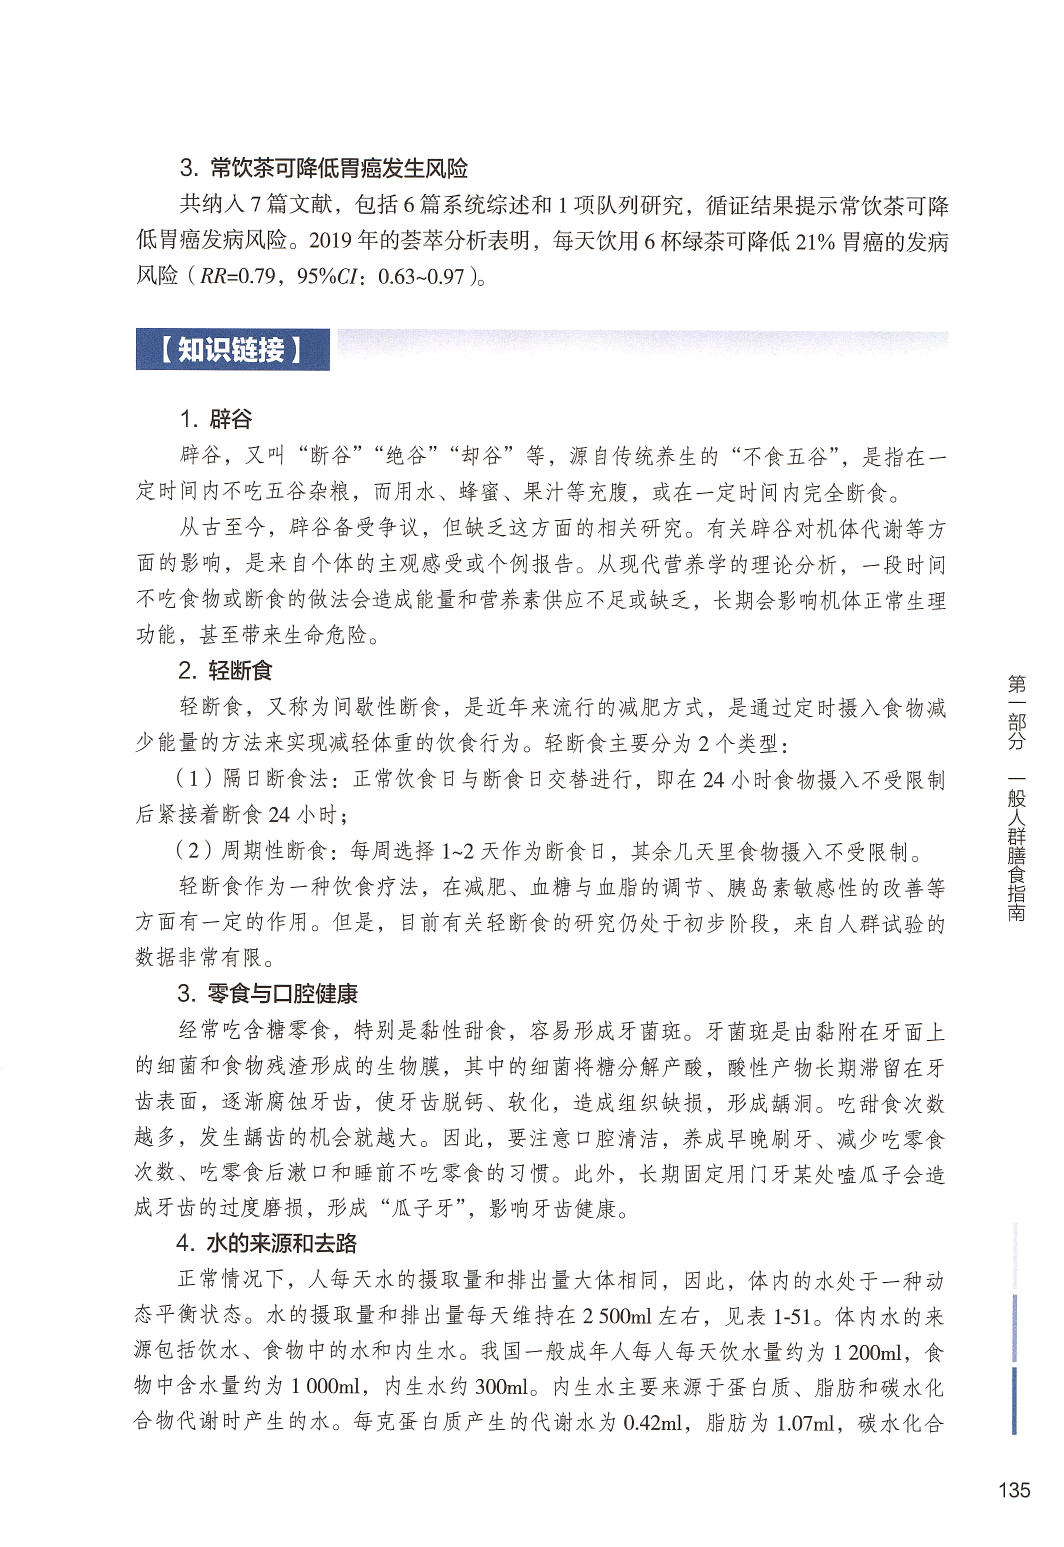 3. 常饮茶可降低胃癌发生风险
共纳入 7 篇文献，包括 6 篇系统综述和 1 项队列研究，循证结果提示常饮茶可降
低胃癌发病风险。2019 年的荟萃分析表明，每天饮用 6 杯绿茶可降低 21% 胃癌的发病
风险（RR=0.79，95%CI：0.63~0.97）。
【知识链接】
1. 辟谷
辟谷，又叫“断谷”“绝谷”“却谷”等，源自传统养生的“不食五谷”，是指在一
定时间内不吃五谷杂粮，而用水、蜂蜜、果汁等充腹，或在一定时间内完全断食。
从古至今，辟谷备受争议，但缺乏这方面的相关研究。有关辟谷对机体代谢等方
面的影响，是来自个体的主观感受或个例报告。从现代营养学的理论分析，一段时间
不吃食物或断食的做法会造成能量和营养素供应不足或缺乏，长期会影响机体正常生理
功能，甚至带来生命危险。
2. 轻断食
轻断食，又称为间歇性断食，是近年来流行的减肥方式，是通过定时摄入食物减
少能量的方法来实现减轻体重的饮食行为。轻断食主要分为 2 个类型：
（1）隔日断食法：正常饮食日与断食日交替进行，即在 24 小时食物摄入不受限制
后紧接着断食 24 小时；
（2）周期性断食：每周选择 1~2 天作为断食日，其余几天里食物摄入不受限制。
轻断食作为一种饮食疗法，在减肥、血糖与血脂的调节、胰岛素敏感性的改善等
方面有一定的作用。但是，目前有关轻断食的研究仍处于初步阶段，来自人群试验的
数据非常有限。
3. 零食与口腔健康
经常吃含糖零食，特别是黏性甜食，容易形成牙菌斑。牙菌斑是由黏附在牙面上
的细菌和食物残渣形成的生物膜，其中的细菌将糖分解产酸，酸性产物长期滞留在牙
齿表面，逐渐腐蚀牙齿，使牙齿脱钙、软化，造成组织缺损，形成龋洞。吃甜食次数
越多，发生龋齿的机会就越大。因此，要注意口腔清洁，养成早晚刷牙、减少吃零食
次数、吃零食后漱口和睡前不吃零食的习惯。此外，长期固定用门牙某处嗑瓜子会造
成牙齿的过度磨损，形成“瓜子牙”，影响牙齿健康。
4. 水的来源和去路
正常情况下，人每天水的摄取量和排出量大体相同，因此，体内的水处于一种动
态平衡状态。水的摄取量和排出量每天维持在 2 500ml 左右，见表 1-51。体内水的来
源包括饮水、食物中的水和内生水。我国一般成年人每人每天饮水量约为 1 200ml，食
物中含水量约为 1 000ml，内生水约 300ml。内生水主要来源于蛋白质、脂肪和碳水化
合物代谢时产生的水。每克蛋白质产生的代谢水为 0.42ml，脂肪为 1.07ml，碳水化合
第一部分 一般人群膳食指南
135